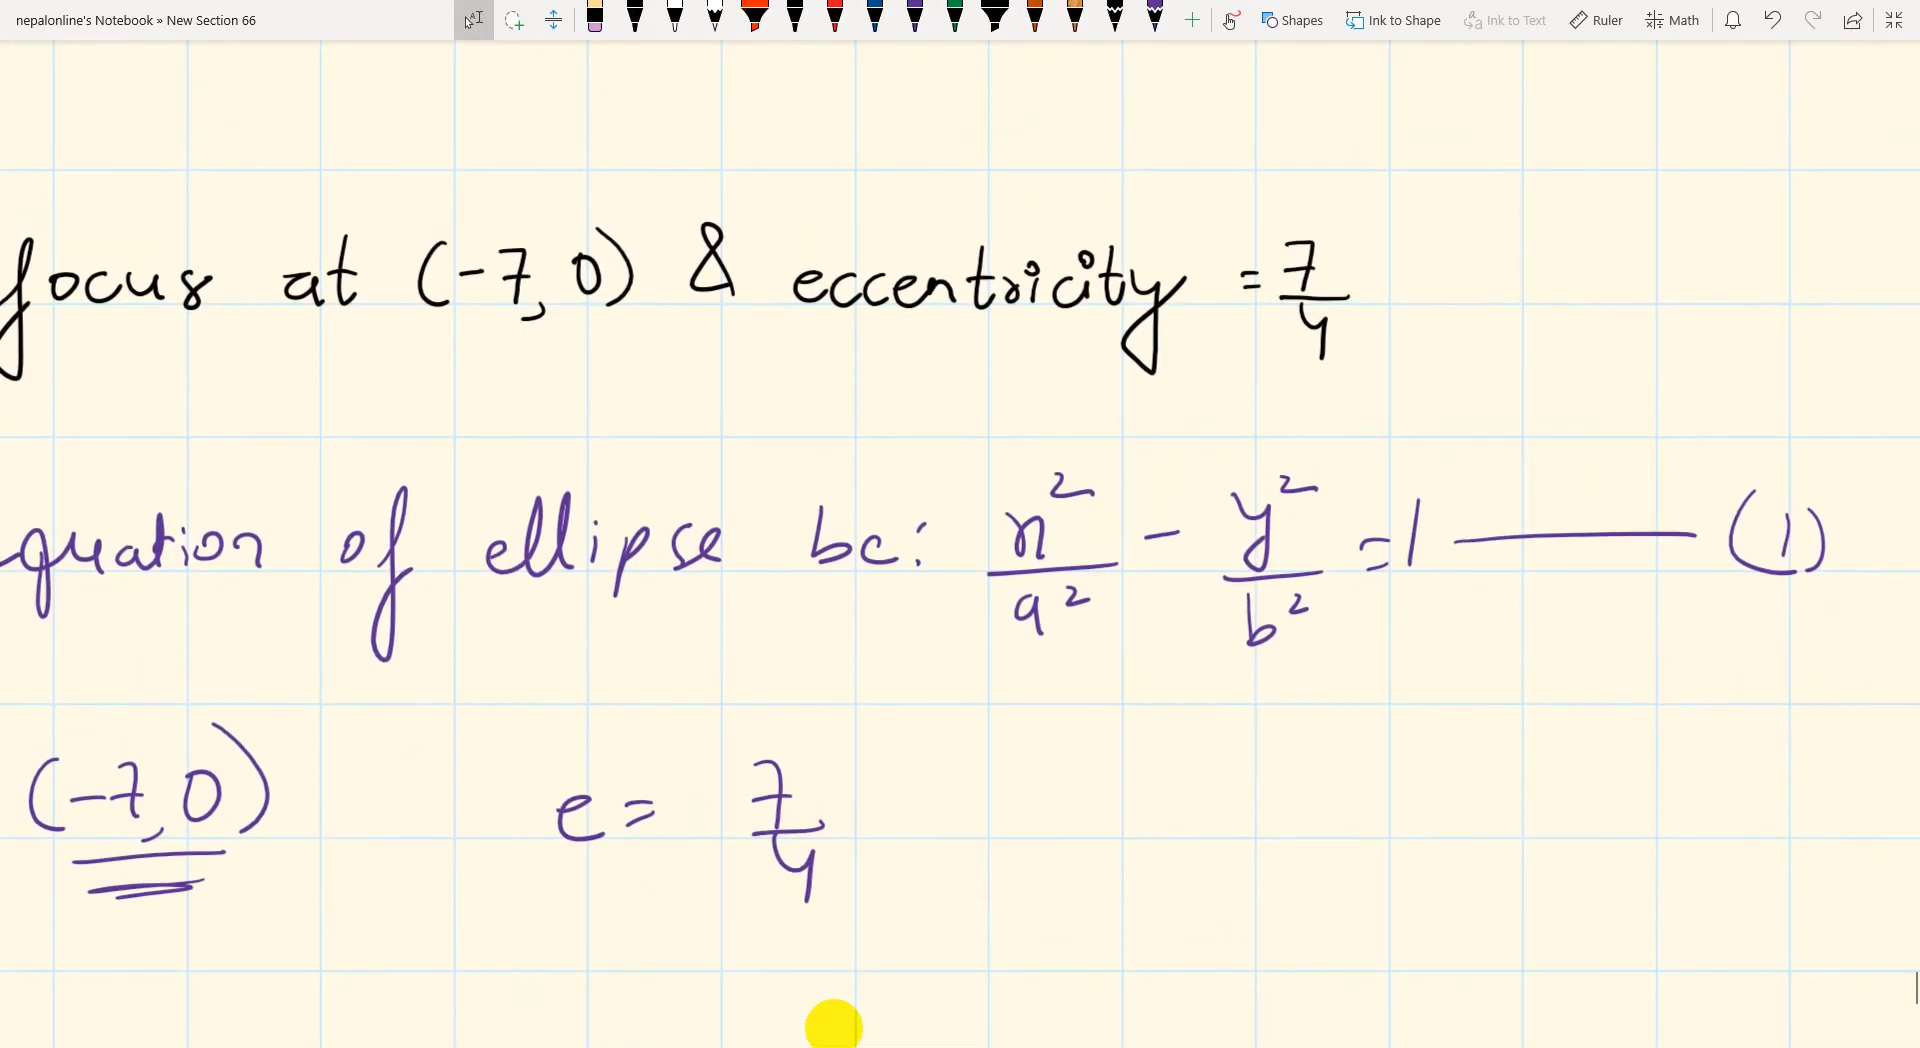 nepalonline's Notebook » New Section 66 Shapes Ink to Shape Ink to Text Ruler Math
focus at (-7, 0) & eccentricity = 7/4
quation of ellipse be: x²/a² - y²/b² = 1 ——— (1)
(-7, 0) e = 7/4